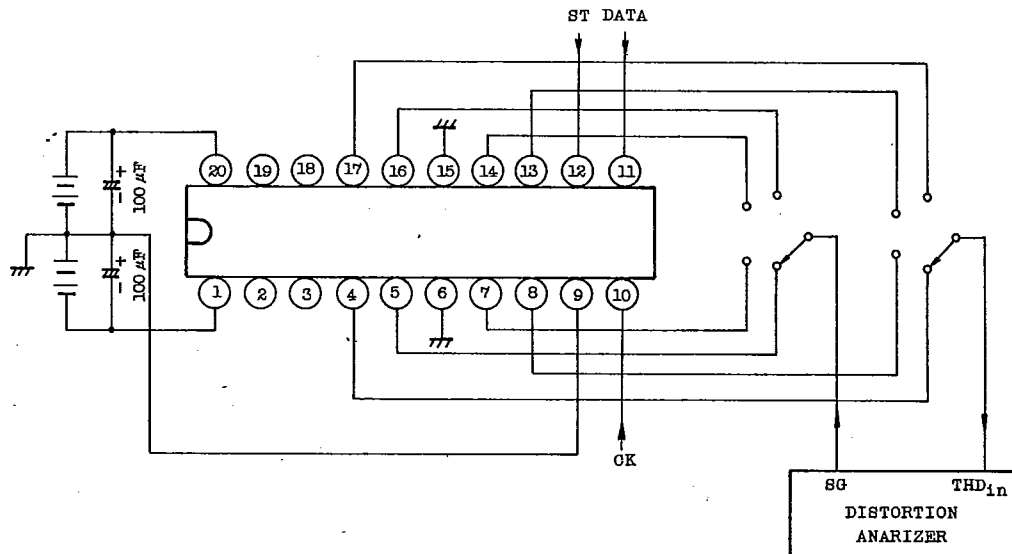 ST DATA
20 19 18 17 16 15 14 13 12 11
+
- 100 μF
+
- 100 μF
1 2 3 4 5 6 7 8 9 10
CK
SG THDin
DISTORTION
ANARIZER